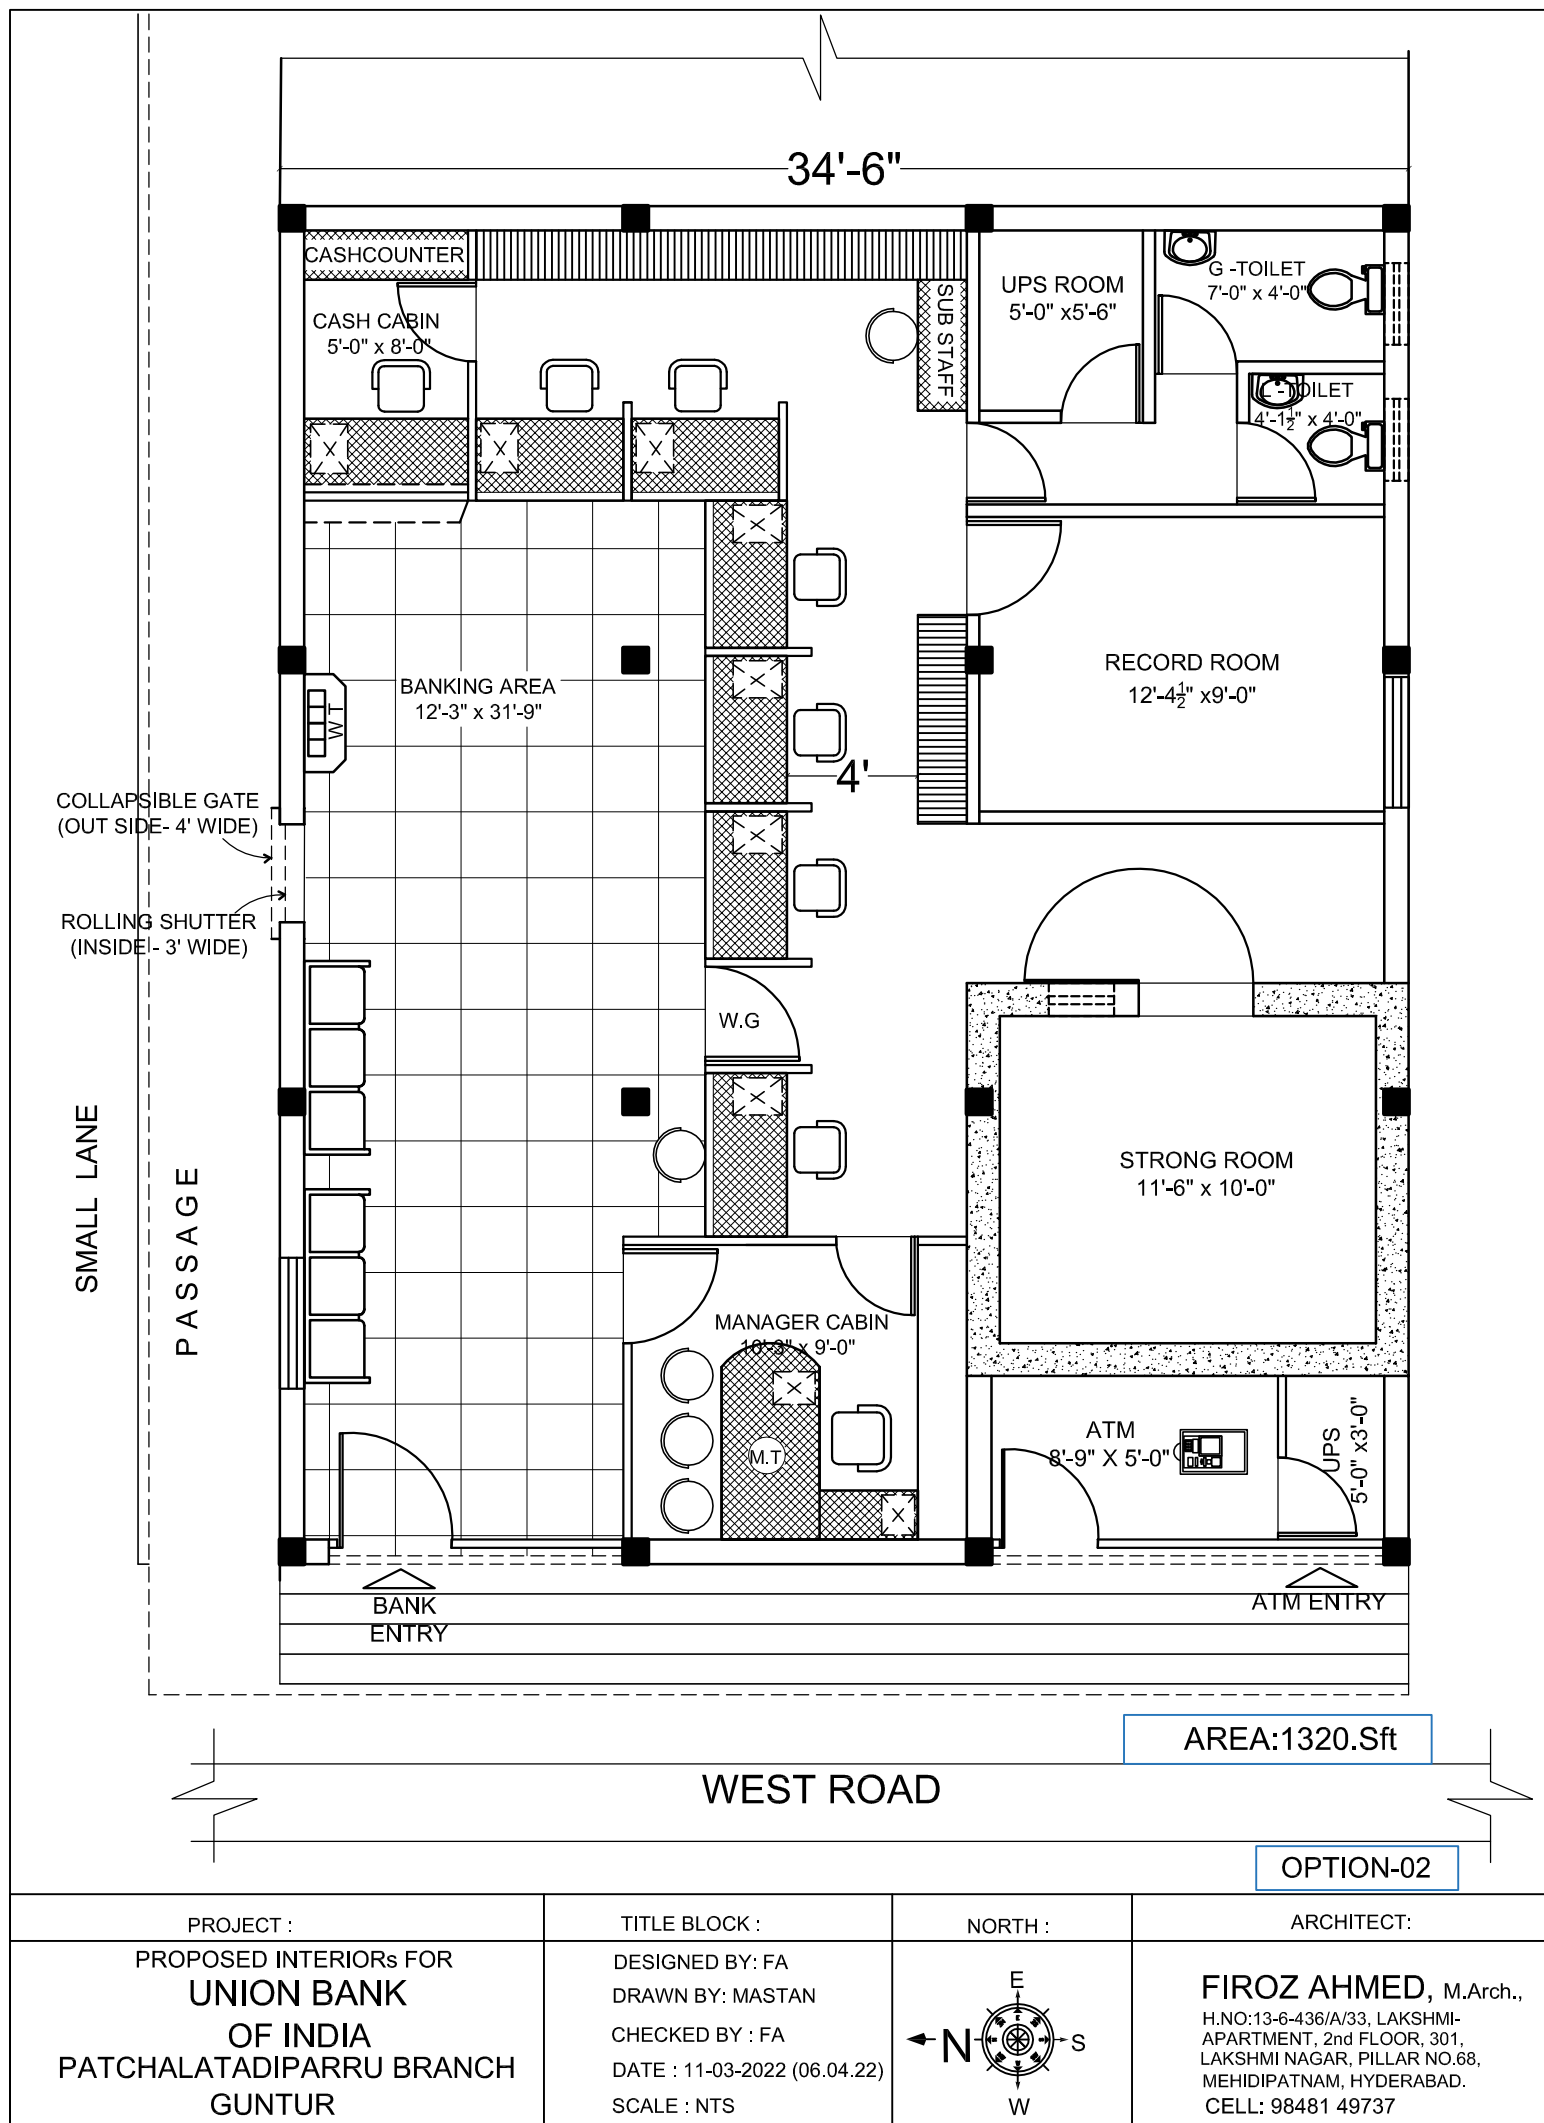 34'-6"
CASHCOUNTER
CASH CABIN
5'-0" x 8'-0"
SUB STAFF
UPS ROOM
5'-0" x5'-6"
G -TOILET
7'-0" x 4'-0"
L -TOILET
4'-1½" x 4'-0"
X
X
X
X
BANKING AREA
12'-3" x 31'-9"
X
RECORD ROOM
12'-4½" x9'-0"
W T
4'
COLLAPSIBLE GATE
(OUT SIDE- 4' WIDE)
X
ROLLING SHUTTER
(INSIDE - 3' WIDE)
W.G
X
SMALL LANE
PASSAGE
STRONG ROOM
11'-6" x 10'-0"
MANAGER CABIN
10'-3" x 9'-0"
X
M.T
X
ATM
8'-9" X 5'-0"
UPS
5'-0" x3'-0"
BANK
ENTRY
ATM ENTRY
AREA:1320.Sft
WEST ROAD
OPTION-02
PROJECT :
PROPOSED INTERIORs FOR
UNION BANK
OF INDIA
PATCHALATADIPARRU BRANCH
GUNTUR
TITLE BLOCK :
DESIGNED BY: FA
DRAWN BY: MASTAN
CHECKED BY : FA
DATE : 11-03-2022 (06.04.22)
SCALE : NTS
NORTH :
E
N
S
W
ARCHITECT:
FIROZ AHMED, M.Arch.,
H.NO:13-6-436/A/33, LAKSHMI-
APARTMENT, 2nd FLOOR, 301,
LAKSHMI NAGAR, PILLAR NO.68,
MEHIDIPATNAM, HYDERABAD.
CELL: 98481 49737